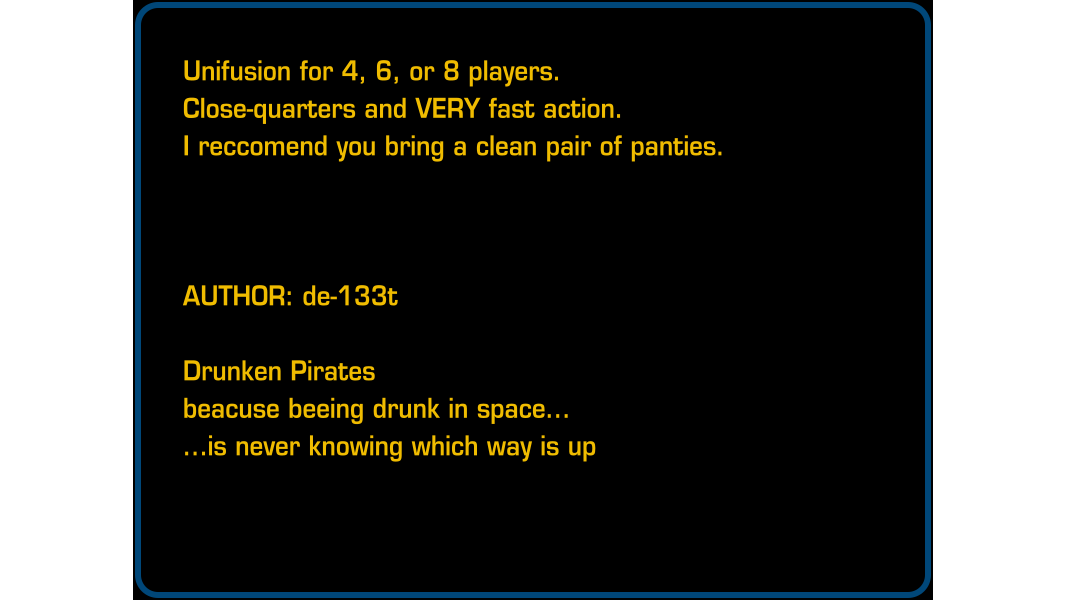 Unifusion for 4, 6, or 8 players.
Close-quarters and VERY fast action.
I reccomend you bring a clean pair of panties.
AUTHOR: de-133t
Drunken Pirates
beacuse beeing drunk in space...
...is never knowing which way is up